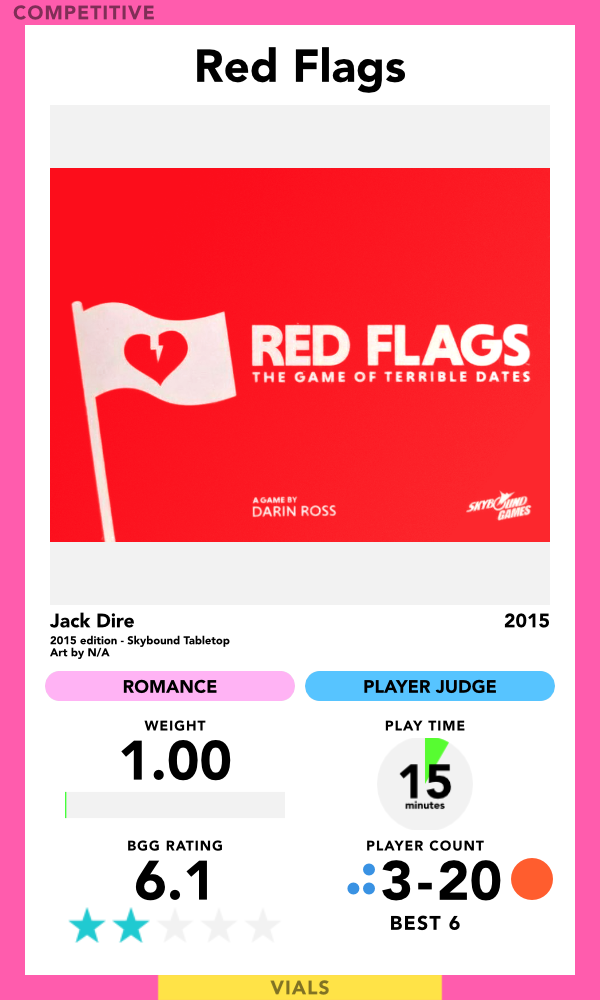 COMPETITIVE
Red Flags
RED FLAGS
THE GAME OF TERRIBLE DATES
A GAME BY
DARIN ROSS
SKYBOUND
GAMES
Jack Dire
2015
2015 edition - Skybound Tabletop
Art by N/A
ROMANCE
PLAYER JUDGE
WEIGHT
1.00
PLAY TIME
15
minutes
BGG RATING
6.1
PLAYER COUNT
3-20
BEST 6
VIALS